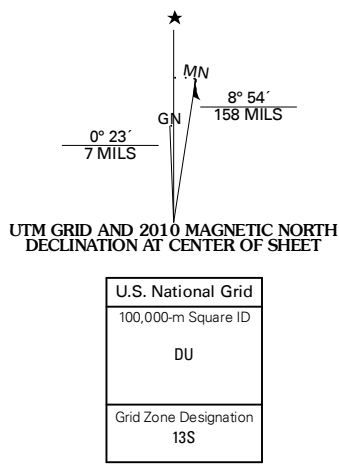 ★
MN
8° 54´
158 MILS
GN
0° 23´
7 MILS
UTM GRID AND 2010 MAGNETIC NORTH
DECLINATION AT CENTER OF SHEET
U.S. National Grid
100,000-m Square ID
DU
Grid Zone Designation
13S